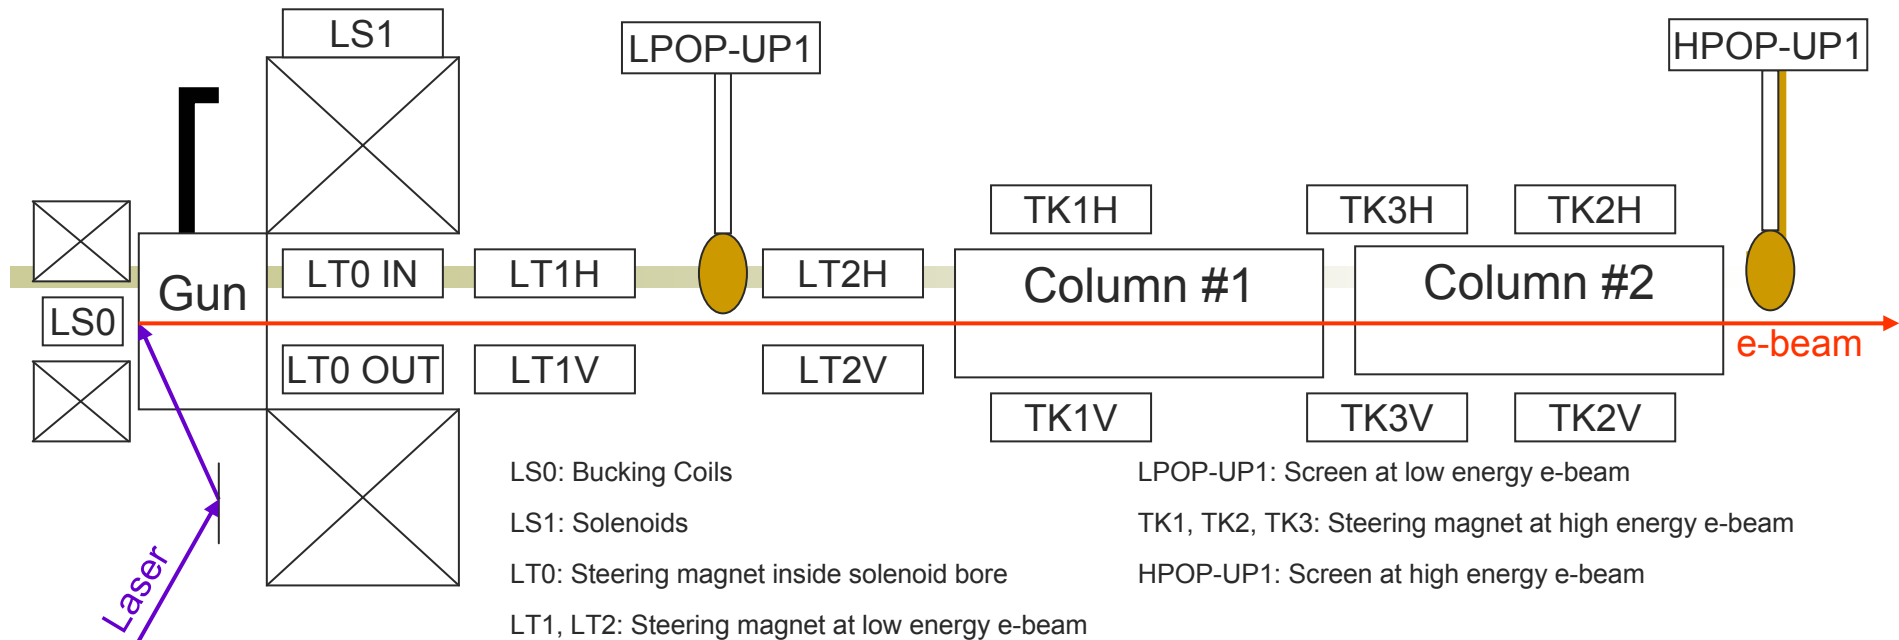 LS1
LPOP-UP1
HPOP-UP1
TK1H
TK3H
TK2H
LT0 IN
LT1H
LT2H
Gun
Column #1
Column #2
LS0
e-beam
LT0 OUT
LT1V
LT2V
TK1V
TK3V
TK2V
LS0: Bucking Coils
LS1: Solenoids
LT0: Steering magnet inside solenoid bore
LT1, LT2: Steering magnet at low energy e-beam
LPOP-UP1: Screen at low energy e-beam
TK1, TK2, TK3: Steering magnet at high energy e-beam
HPOP-UP1: Screen at high energy e-beam
Laser